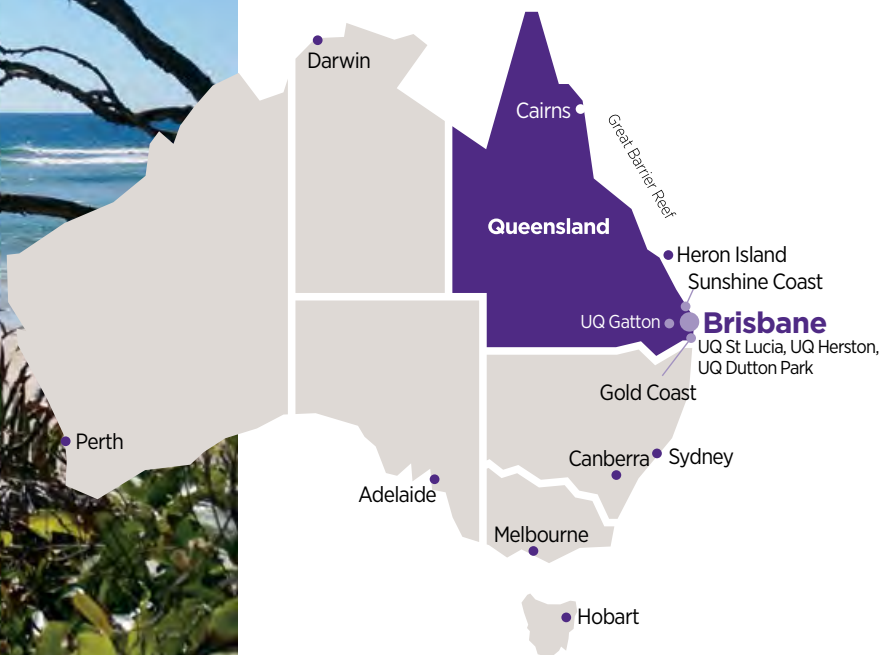 Darwin
Cairns
Great Barrier Reef
Queensland
Heron Island
Sunshine Coast
UQ Gatton
Brisbane
UQ St Lucia, UQ Herston,
UQ Dutton Park
Gold Coast
Perth
Canberra
Sydney
Adelaide
Melbourne
Hobart